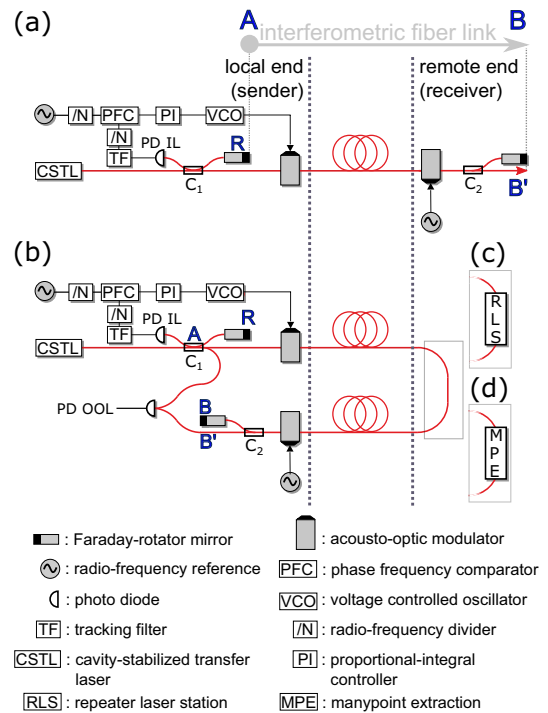 (a)
A
B
interferometric fiber link
local end
(sender)
remote end
(receiver)
/N
PFC
PI
VCO
/N
TF
PD IL
R
CSTL
C1
C2
B'
(b)
/N
PFC
PI
VCO
/N
TF
PD IL
A
R
CSTL
C1
PD OOL
B
B'
C2
(c)
RLS
(d)
MPE
: Faraday-rotator mirror
: acousto-optic modulator
: radio-frequency reference
PFC : phase frequency comparator
: photo diode
VCO : voltage controlled oscillator
TF : tracking filter
/N : radio-frequency divider
CSTL : cavity-stabilized transfer
laser
PI : proportional-integral
controller
RLS : repeater laser station
MPE : manypoint extraction